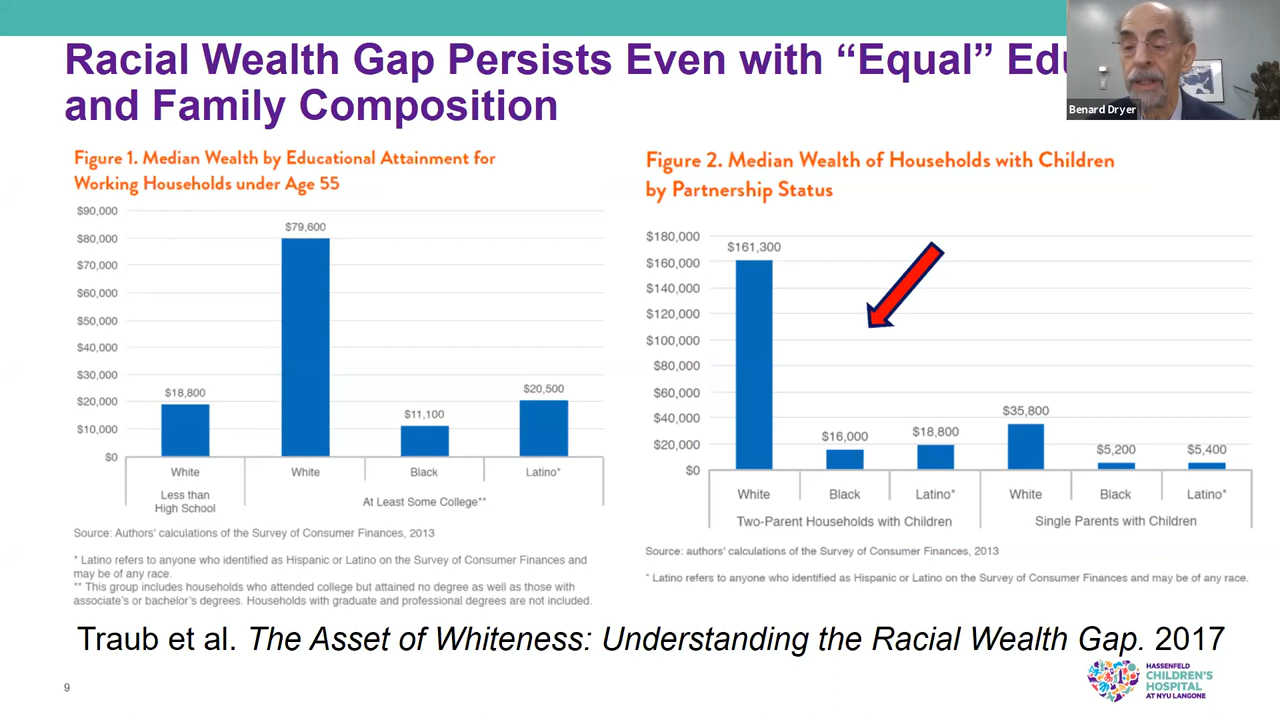 Racial Wealth Gap Persists Even with “Equal”
and Family Composition
Benard Dryer
Figure 1. Median Wealth by Educational Attainment for
Working Households under Age 55
$90,000
$80,000
$70,000
$60,000
$50,000
$40,000
$30,000
$20,000
$10,000
$0
$18,800
$79,600
$11,100
$20,500
White
White
Black
Latino*
Less than
High School
At Least Some College**
Source: Authors’ calculations of the Survey of Consumer Finances, 2013
* Latino refers to anyone who identified as Hispanic or Latino on the Survey of Consumer Finances and
may be of any race.
** This group includes households who attended college but attained no degree as well as those with
associate’s or bachelor’s degrees. Households with graduate and professional degrees are not included.
Figure 2. Median Wealth of Households with Children
by Partnership Status
$180,000
$160,000
$140,000
$120,000
$100,000
$80,000
$60,000
$40,000
$20,000
$0
$161,300
$16,000
$18,800
$35,800
$5,200
$5,400
White
Black
Latino*
White
Black
Latino*
Two-Parent Households with Children
Single Parents with Children
Source: authors’ calculations of the Survey of Consumer Finances, 2013
* Latino refers to anyone who identified as Hispanic or Latino on the Survey of Consumer Finances and may be of any race.
Traub et al. The Asset of Whiteness: Understanding the Racial Wealth Gap. 2017
9
HASSENFELD
CHILDREN'S
HOSPITAL
AT NYU LANGONE